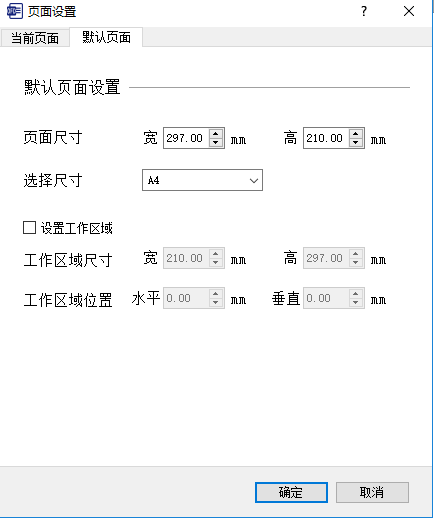 页面设置
当前页面 默认页面
默认页面设置
页面尺寸 宽 297.00 mm 高 210.00 mm
选择尺寸 A4
设置工作区域
工作区域尺寸 宽 210.00 mm 高 297.00 mm
工作区域位置 水平 0.00 mm 垂直 0.00 mm
确定 取消